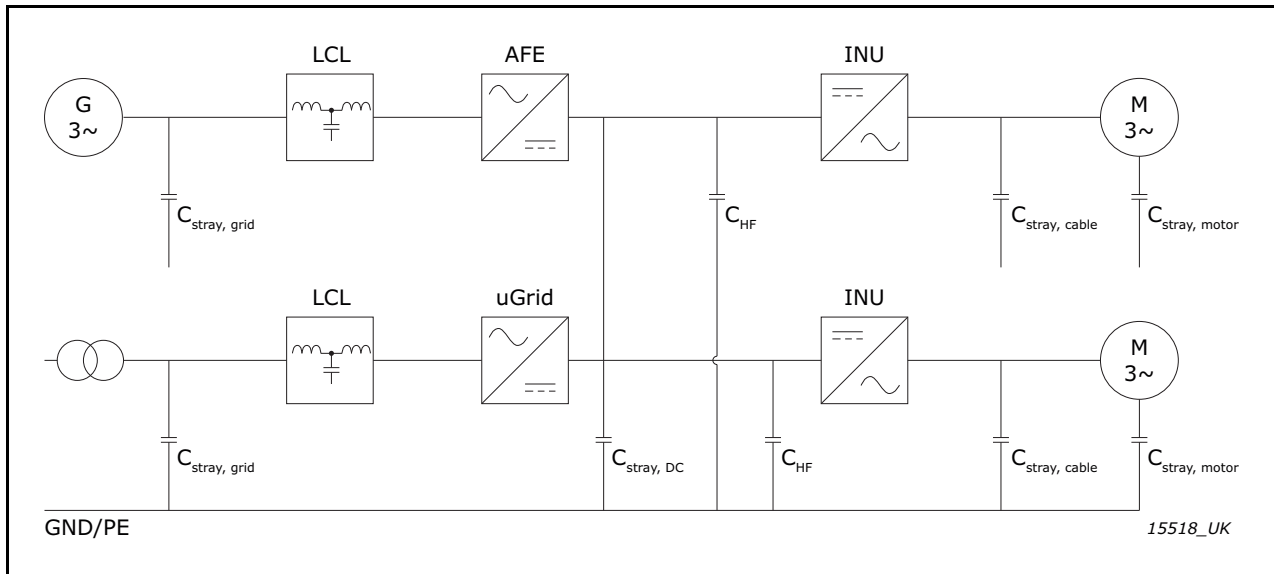 LCL
AFE
INU
G
3~
M
3~
C stray, grid
C HF
C stray, cable
C stray, motor
LCL
uGrid
INU
M
3~
C stray, grid
C stray, DC
C HF
C stray, cable
C stray, motor
GND/PE
15518_UK